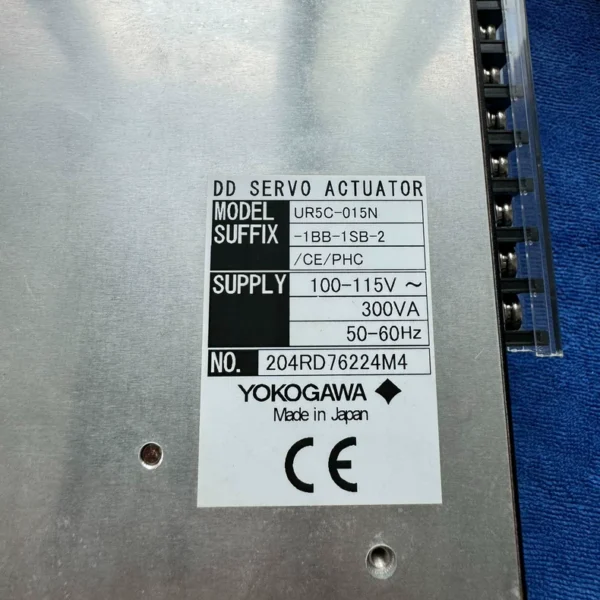 DD SERVO ACTUATOR
MODEL UR5C-015N
SUFFIX -1BB-1SB-2
/CE/PHC
SUPPLY 100-115V ~
300VA
50-60Hz
NO. 204RD76224M4
YOKOGAWA
Made in Japan
CE